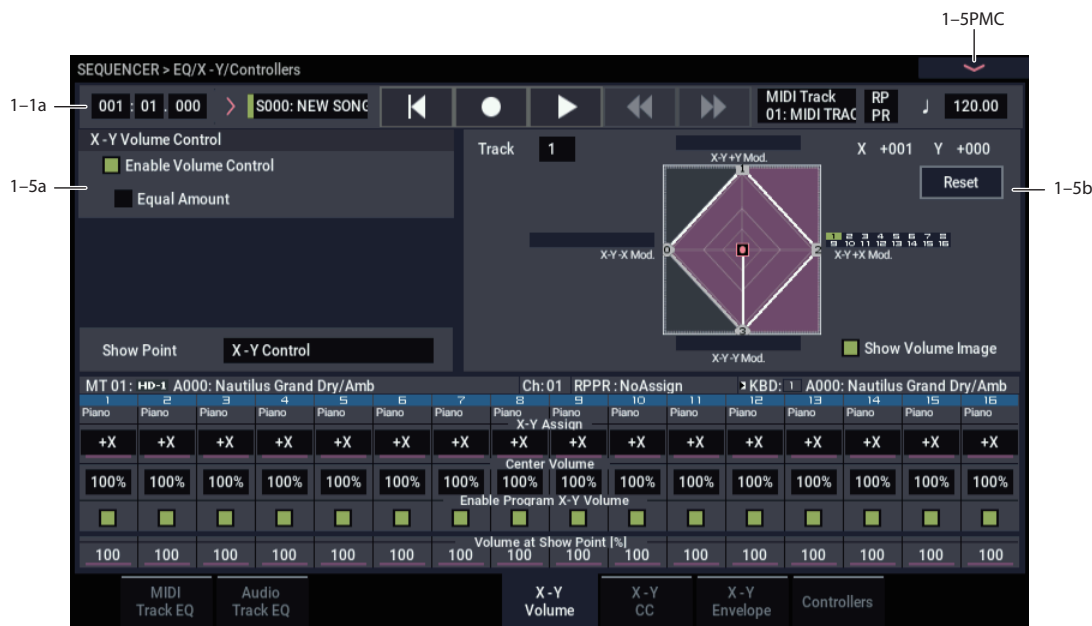 1–5PMC
SEQUENCER > EQ/X -Y/Controllers
1–1a
001 : 01 . 000
S000: NEW SONG
MIDI Track
01: MIDI TRAC
RP
PR
♩ 120.00
X -Y Volume Control
Enable Volume Control
1–5a
Equal Amount
Track 1
X-Y +Y Mod.
X +001 Y +000
Reset
1–5b
1
0
2
3
X-Y -X Mod.
1 2 3 4 5 6 7 8
9 10 11 12 13 14 15 16
X-Y +X Mod.
X-Y -Y Mod.
Show Volume Image
Show Point X -Y Control
MT 01: HD-1 A000: Nautilus Grand Dry/Amb Ch: 01 RPPR : NoAssign KBD: 1 A000: Nautilus Grand Dry/Amb
1 2 3 4 5 6 7 8 9 10 11 12 13 14 15 16
Piano Piano Piano Piano Piano Piano Piano Piano Piano Piano Piano Piano Piano Piano Piano Piano
X-Y Assign
+X +X +X +X +X +X +X +X +X +X +X +X +X +X +X +X
Center Volume
100% 100% 100% 100% 100% 100% 100% 100% 100% 100% 100% 100% 100% 100% 100% 100%
Enable Program X-Y Volume
Volume at Show Point [%]
100 100 100 100 100 100 100 100 100 100 100 100 100 100 100 100
MIDI
Track EQ
Audio
Track EQ
X -Y
Volume
X -Y
CC
X -Y
Envelope
Controllers